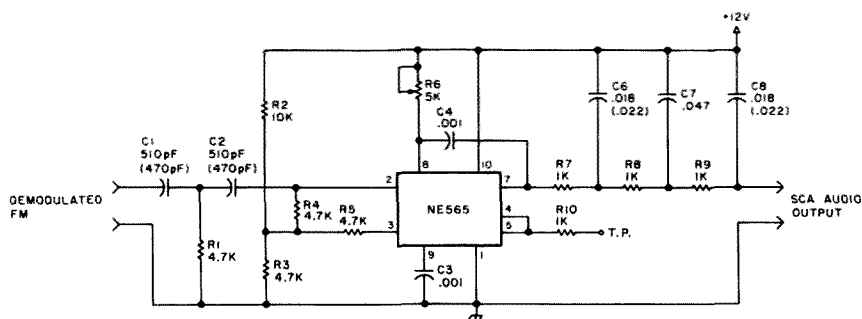 +12V
R6
5K
C6
.018
(.022)
C7
.047
C8
.018
(.022)
R2
10K
C4
.001
C1
510pF
(470pF)
C2
510pF
(470pF)
8
10
R7
1K
R8
1K
R9
1K
2
7
DEMODULATED
FM
R4
4.7K
R5
4.7K
NE565
4
R10
1K
SCA AUDIO
OUTPUT
3
5
T.P.
R1
4.7K
R3
4.7K
9
1
C3
.001